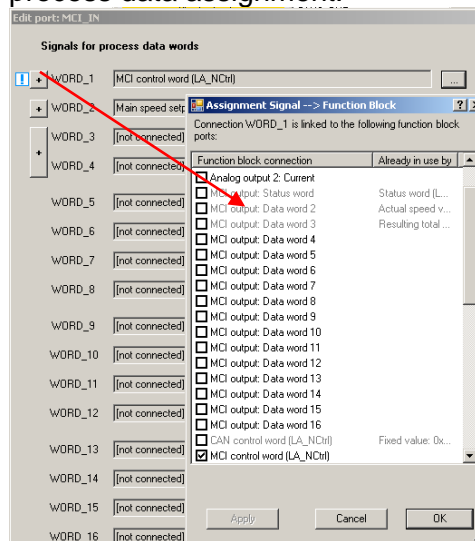 process data assignment.
Edit port: MCI_IN
Signals for process data words
! + WORD_1 MCI control word (LA_NCtrl) ...
+ WORD_2 Main speed setp
WORD_3 [not connected]
+
WORD_4 [not connected]
WORD_5 [not connected]
WORD_6 [not connected]
WORD_7 [not connected]
WORD_8 [not connected]
WORD_9 [not connected]
WORD_10 [not connected]
WORD_11 [not connected]
WORD_12 [not connected]
WORD_13 [not connected]
WORD_14 [not connected]
WORD_15 [not connected]
WORD_16 [not connected]
Assignment Signal --> Function Block ?
Connection WORD_1 is linked to the following function block
ports:
Function block connection Already in use by
Analog output 2: Current
MCI output: Status word Status word (L...
MCI output: Data word 2 Actual speed v...
MCI output: Data word 3 Resulting total ...
MCI output: Data word 4
MCI output: Data word 5
MCI output: Data word 6
MCI output: Data word 7
MCI output: Data word 8
MCI output: Data word 9
MCI output: Data word 10
MCI output: Data word 11
MCI output: Data word 12
MCI output: Data word 13
MCI output: Data word 14
MCI output: Data word 15
MCI output: Data word 16
CAN control word (LA_NCtrl) Fixed value: 0x...
MCI control word (LA_NCtrl)
Apply Cancel OK